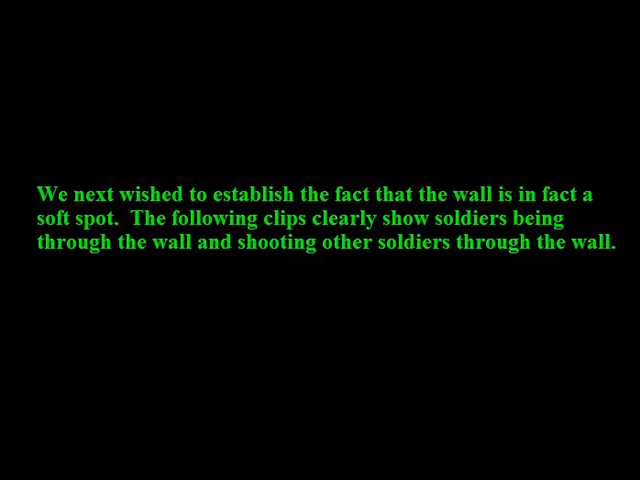 We next wished to establish the fact that the wall is in fact a
soft spot.  The following clips clearly show soldiers being
through the wall and shooting other soldiers through the wall.